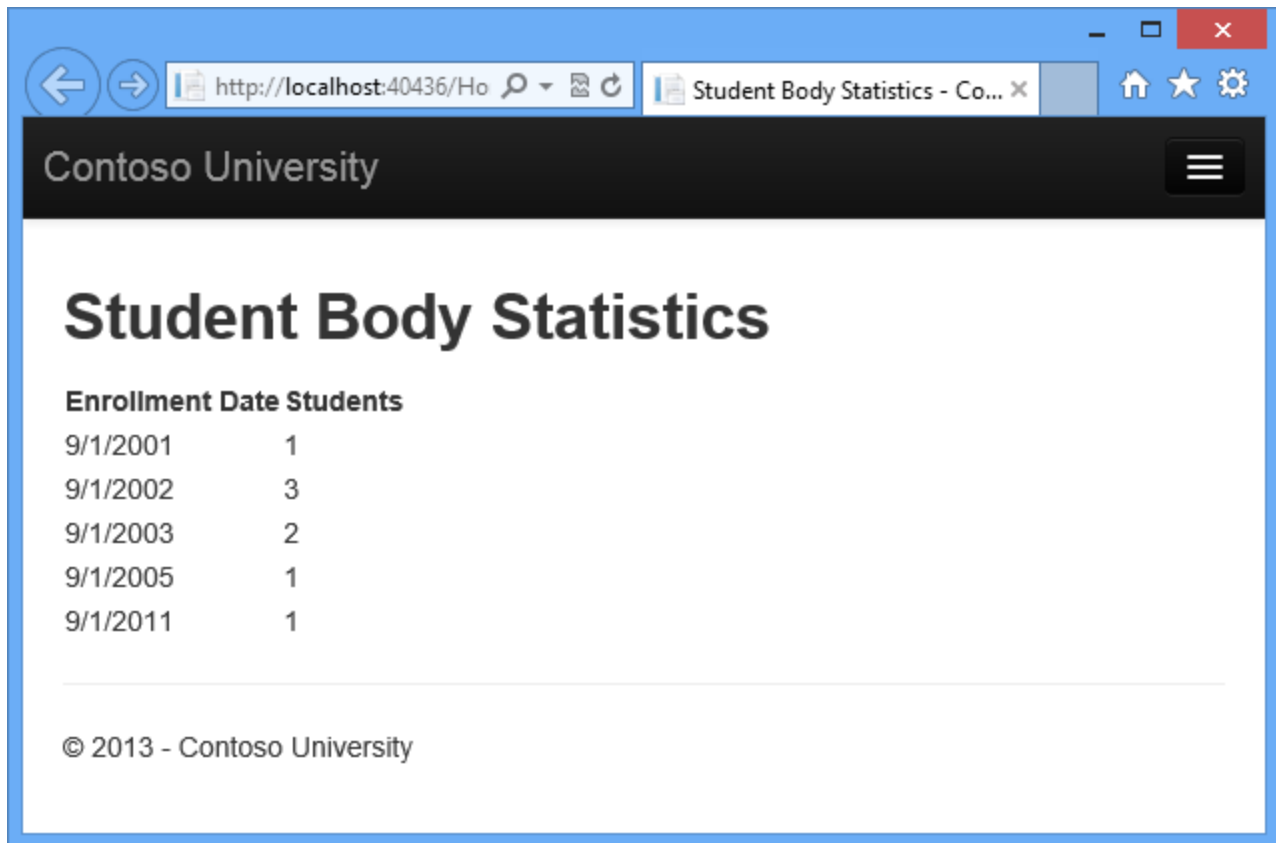 http://localhost:40436/Ho
Student Body Statistics - Co...
Contoso University
Student Body Statistics
Enrollment Date Students
9/1/2001 1
9/1/2002 3
9/1/2003 2
9/1/2005 1
9/1/2011 1
© 2013 - Contoso University